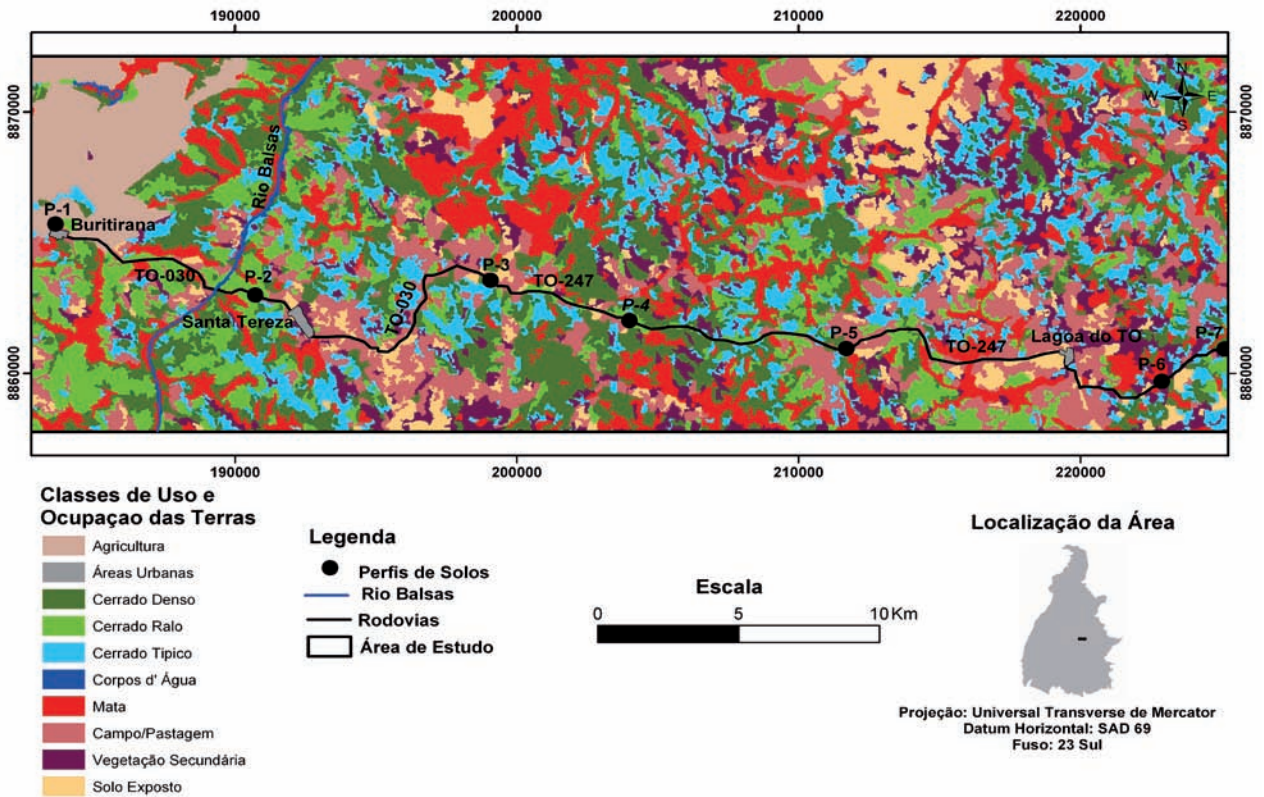 190000 200000 210000 220000
8870000 8870000
N
W E
S
Rio Balsas
P-1
Buritirana
TO-030
P-2
Santa Tereza
TO-030
P-3
TO-247
P-4
P-5
TO-247
Lagoa do TO
P-6
P-7
8860000 8860000
190000 200000 210000 220000
Classes de Uso e
Ocupaçao das Terras
Agricultura
Áreas Urbanas
Cerrado Denso
Cerrado Ralo
Cerrado Tipico
Corpos d' Água
Mata
Campo/Pastagem
Vegetação Secundária
Solo Exposto
Legenda
Perfis de Solos
Rio Balsas
Rodovias
Área de Estudo
Escala
0 5 10 Km
Localização da Área
Projeção: Universal Transverse de Mercator
Datum Horizontal: SAD 69
Fuso: 23 Sul